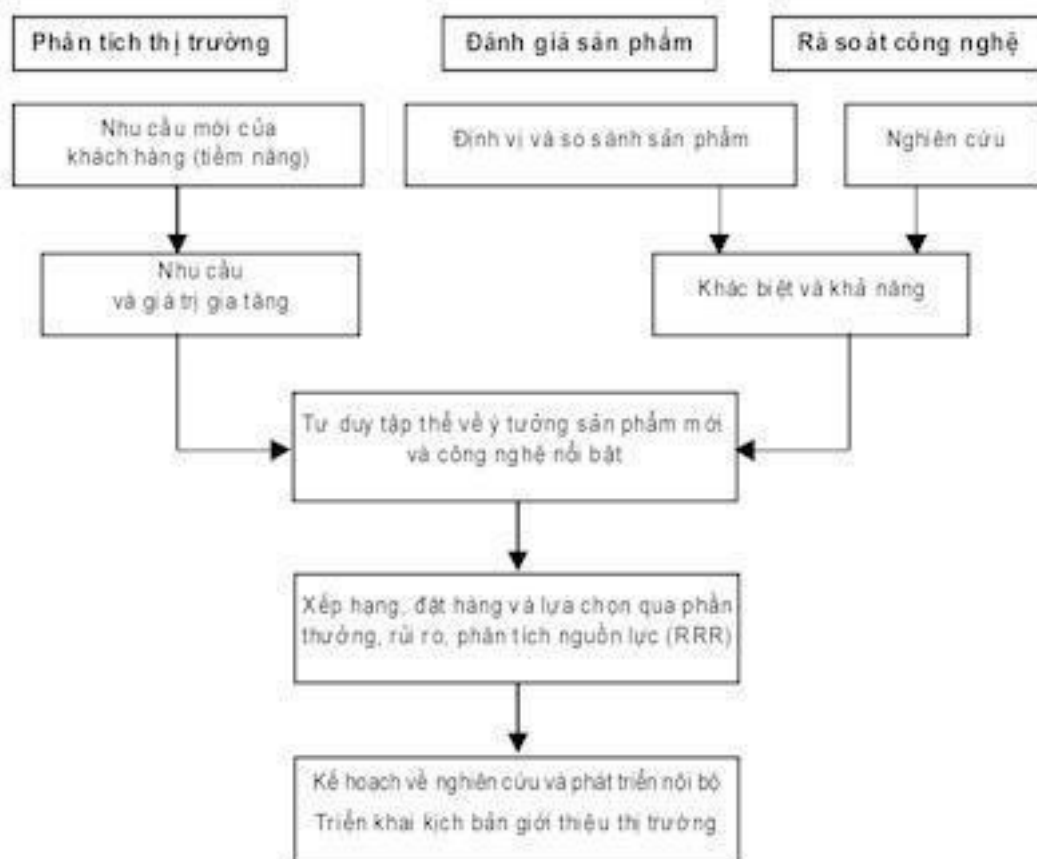 Phân tích thị trường
Đánh giá sản phẩm
Rà soát công nghệ
Nhu cầu mới của
khách hàng (tiềm năng)
Định vị và so sánh sản phẩm
Nghiên cứu
Nhu cầu
và giá trị gia tăng
Khác biệt và khả năng
Tư duy tập thể về ý tưởng sản phẩm mới
và công nghệ nổi bật
Xếp hạng, đặt hàng và lựa chọn qua phần
thưởng, rủi ro, phân tích nguồn lực (RRR)
Kế hoạch về nghiên cứu và phát triển nội bộ
Triển khai kịch bản giới thiệu thị trường